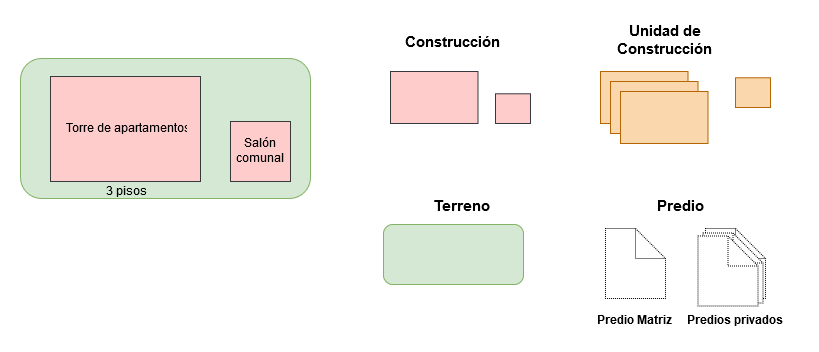 Torre de apartamentos
Salón
comunal
3 pisos
Construcción
Unidad de
Construcción
Terreno
Predio
Predio Matriz
Predios privados